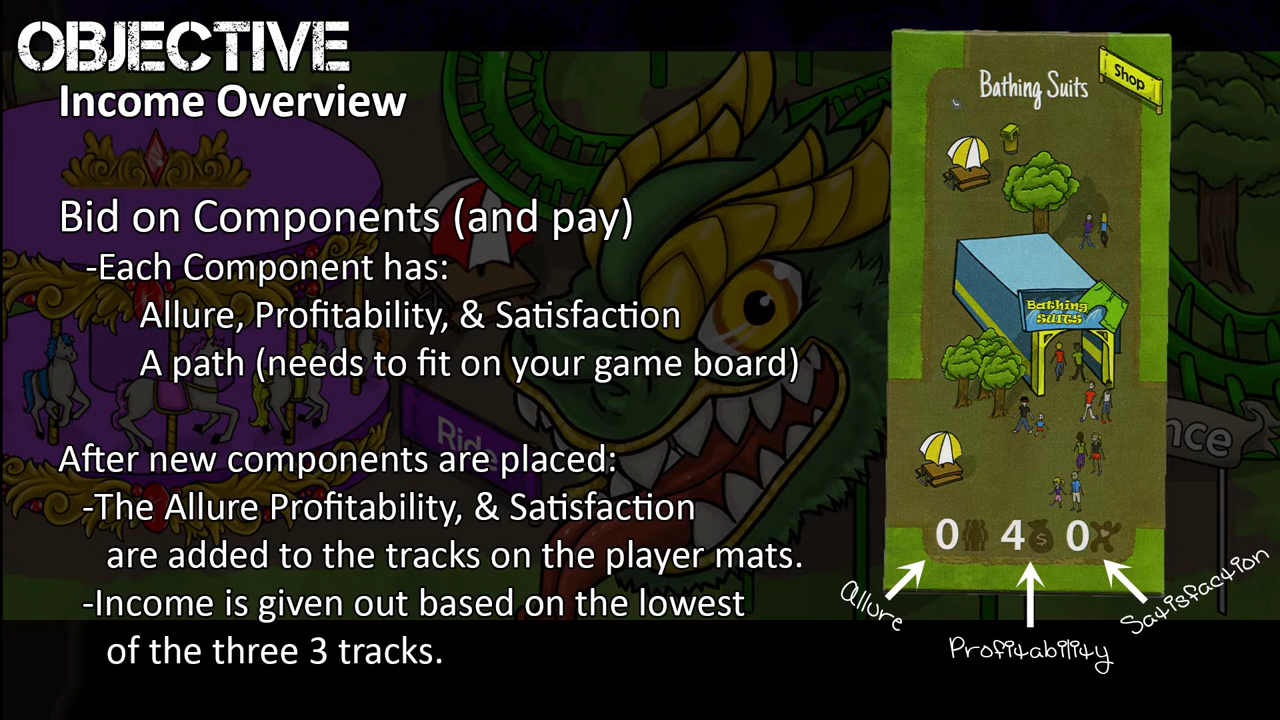 OBJECTIVE
Income Overview
Bid on Components (and pay)
-Each Component has:
Allure, Profitability, & Satisfaction
A path (needs to fit on your game board)
After new components are placed:
-The Allure Profitability, & Satisfaction
are added to the tracks on the player mats.
-Income is given out based on the lowest
of the three 3 tracks.
Shop
Bathing Suits
Bathing
SUITS
0 4 $ 0
Allure
Profitability
Satisfaction